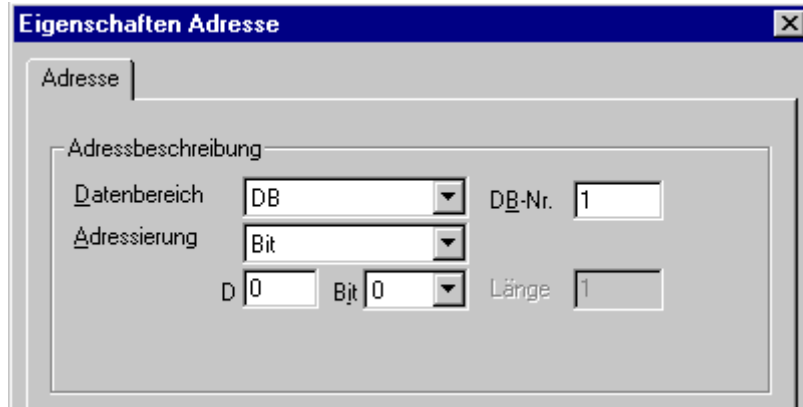 Eigenschaften Adresse
Adresse
Adressbeschreibung
Datenbereich DB DB-Nr. 1
Adressierung Bit
D 0 Bit 0 Länge 1